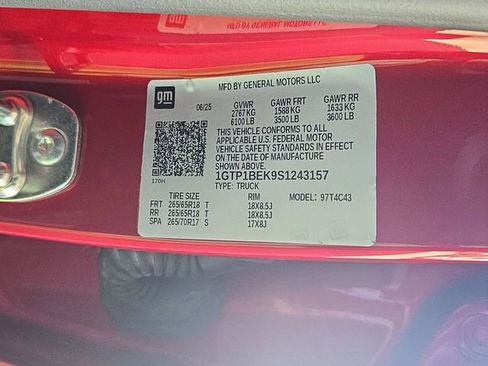 MFD BY GENERAL MOTORS LLC
gm
06/25 GVWR GAWR FRT GAWR RR
2767 KG 1588 KG 1633 KG
6100 LB 3500 LB 3600 LB
THIS VEHICLE CONFORMS TO ALL
APPLICABLE U.S. FEDERAL MOTOR
VEHICLE SAFETY STANDARDS IN EFFECT
ON THE DATE OF MANUFACTURE
SHOWN ABOVE.
1GTP1BEK9S1243157
170H TYPE: TRUCK
TIRE SIZE RIM MODEL: 97T4C43
FRT 265/65R18 T 18X8.5J
RR 265/65R18 T 18X8.5J
SPA 265/70R17 S 17X8J